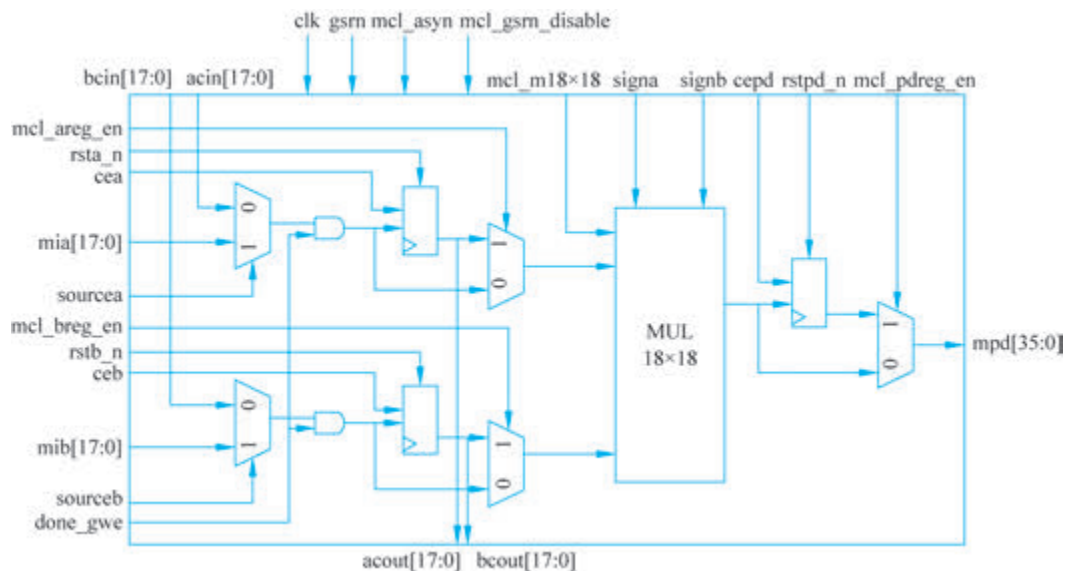 clk gsrn mcl_asyn mcl_gsrn_disable
bcin[17:0] acin[17:0]
mcl_m18×18 signa signb cepd rstpd_n mcl_pdreg_en
mcl_areg_en
rsta_n
cea
0
mia[17:0]
1
1
0
sourcea
mcl_breg_en
rstb_n
ceb
MUL
18×18
1
0
mpd[35:0]
0
mib[17:0]
1
1
0
sourceb
done_gwe
acout[17:0] bcout[17:0]